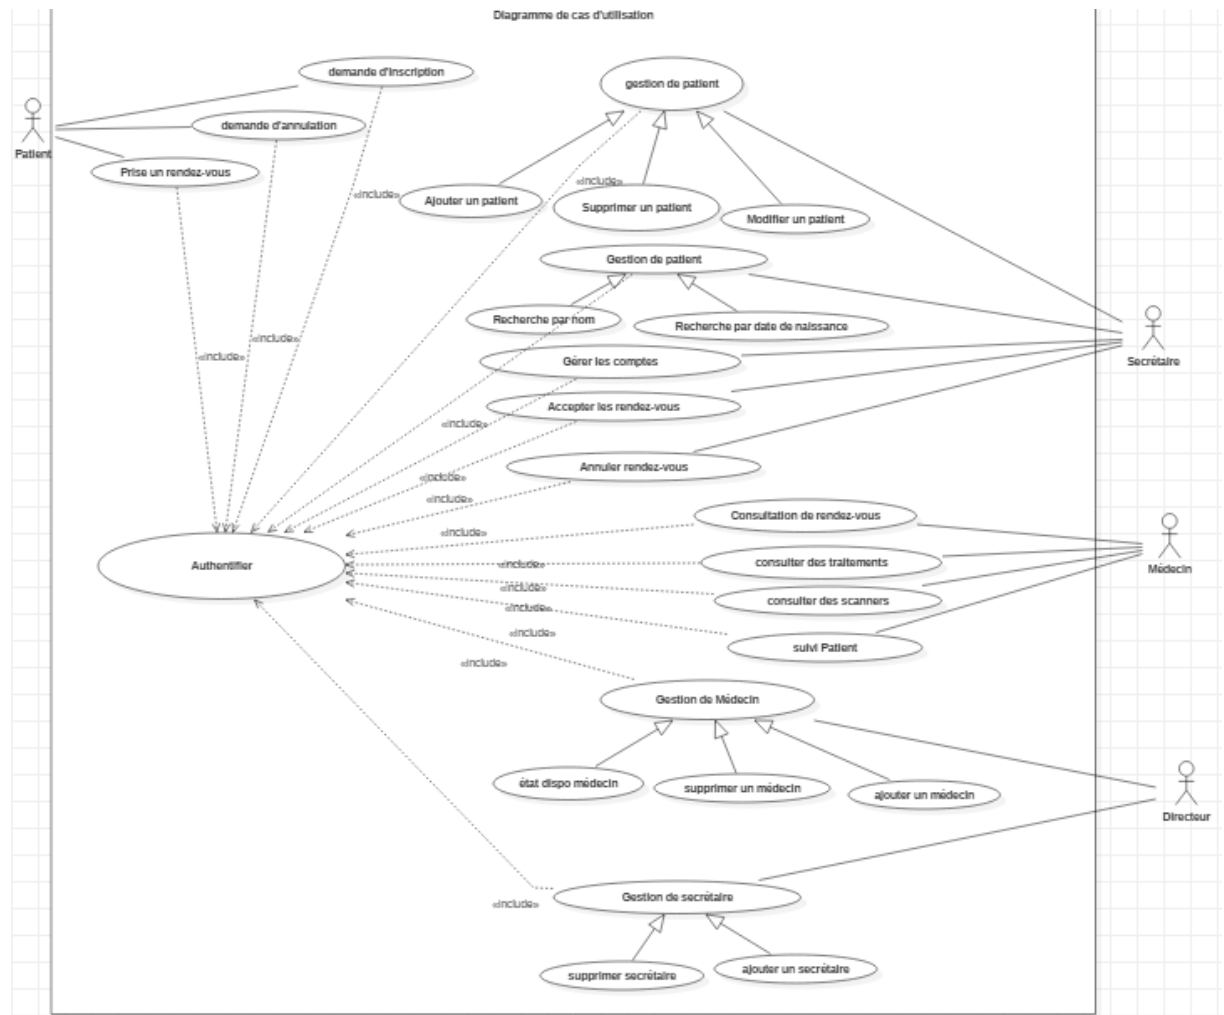 Diagramme de cas d'utilisation
demande d'inscription
gestion de patient
demande d'annulation
Patient
Prise un rendez-vous
«include»
«include»
Ajouter un patient
Supprimer un patient
Modifier un patient
Gestion de patient
Recherche par nom
Recherche par date de naissance
«include»
«include»
Secrétaire
Gérer les comptes
Accepter les rendez-vous
«include»
Annuler rendez-vous
«include»
«include»
Consultation de rendez-vous
«include»
Authentifier
«include»
consulter des traitements
Médecin
«include»
consulter des scanners
«include»
«include»
suivi Patient
«include»
Gestion de Médecin
état dispo médecin
supprimer un médecin
ajouter un médecin
Directeur
Gestion de secrétaire
«include»
supprimer secrétaire
ajouter un secrétaire